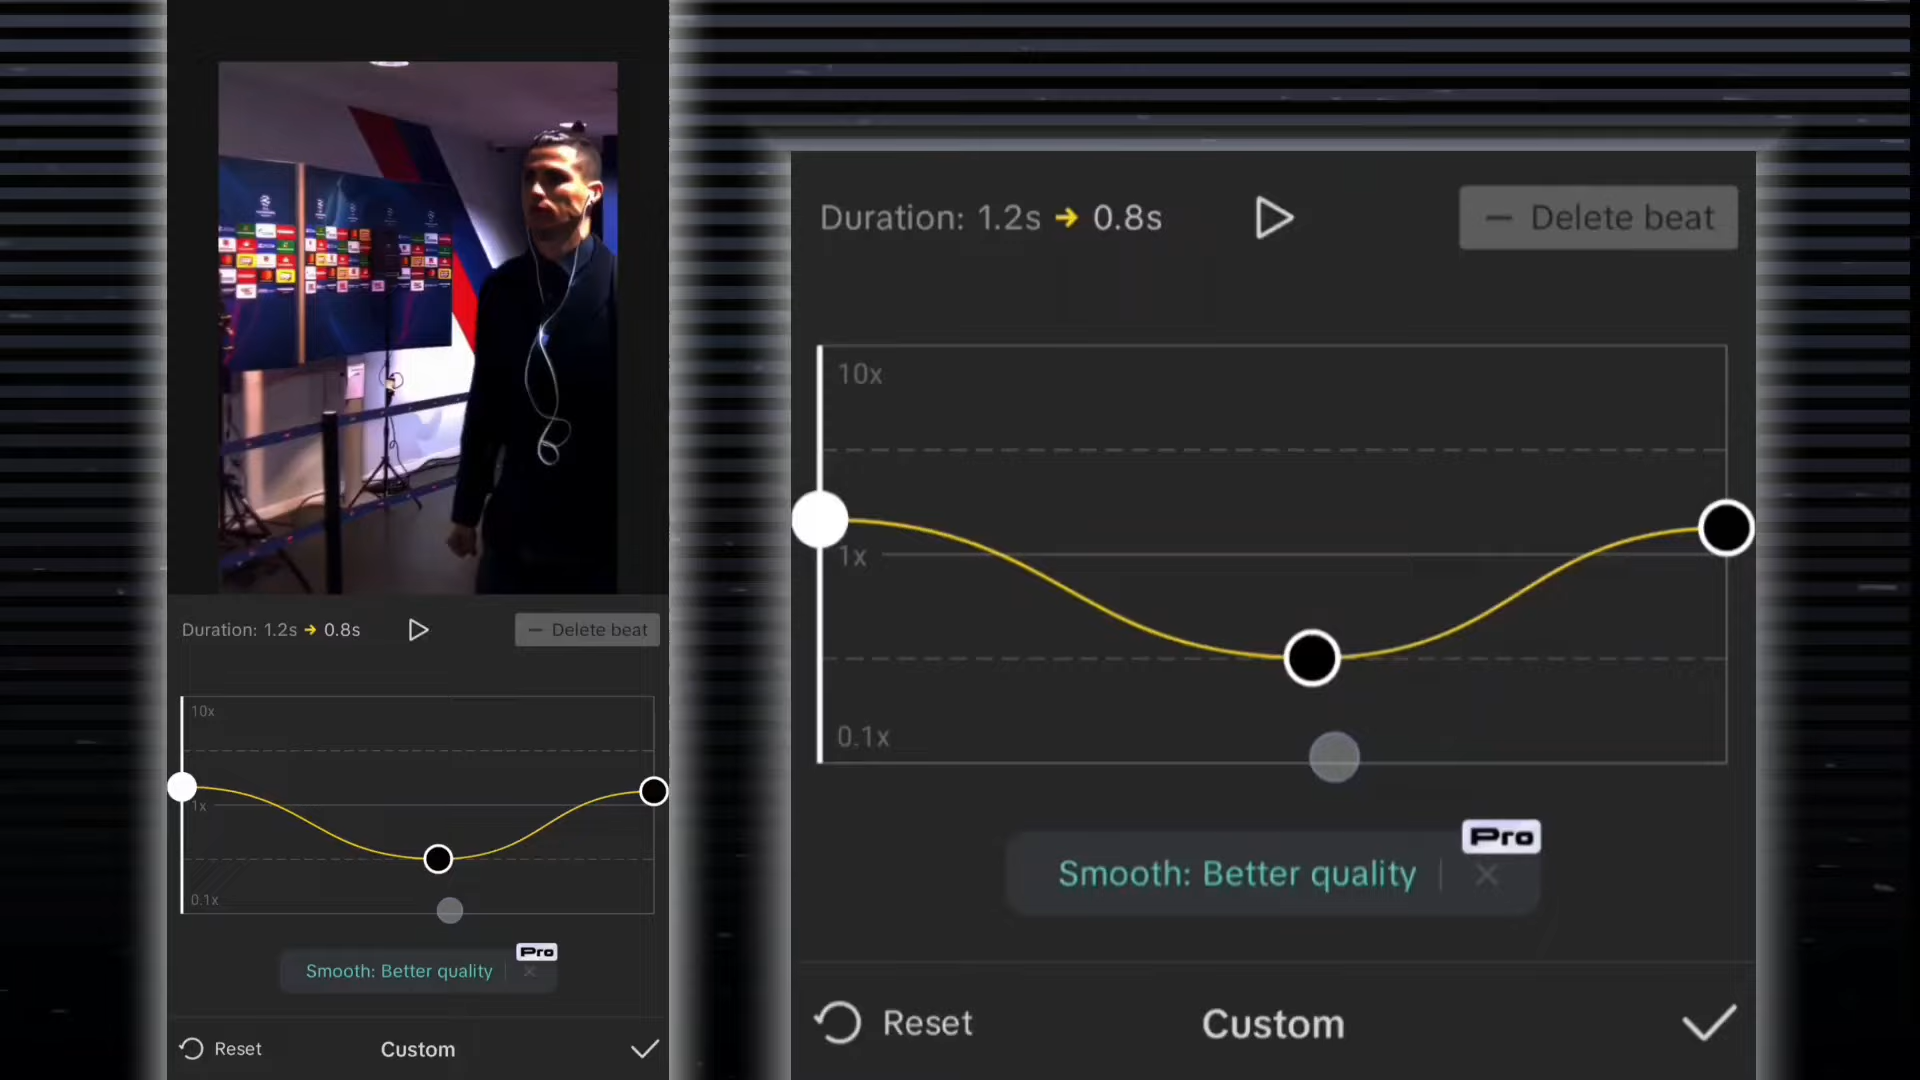 Duration: 1.2s → 0.8s
— Delete beat
10x
1x
0.1x
Pro
Smooth: Better quality
Reset
Custom
Duration: 1.2s → 0.8s
— Delete beat
10x
1x
0.1x
Pro
Smooth: Better quality
Reset
Custom